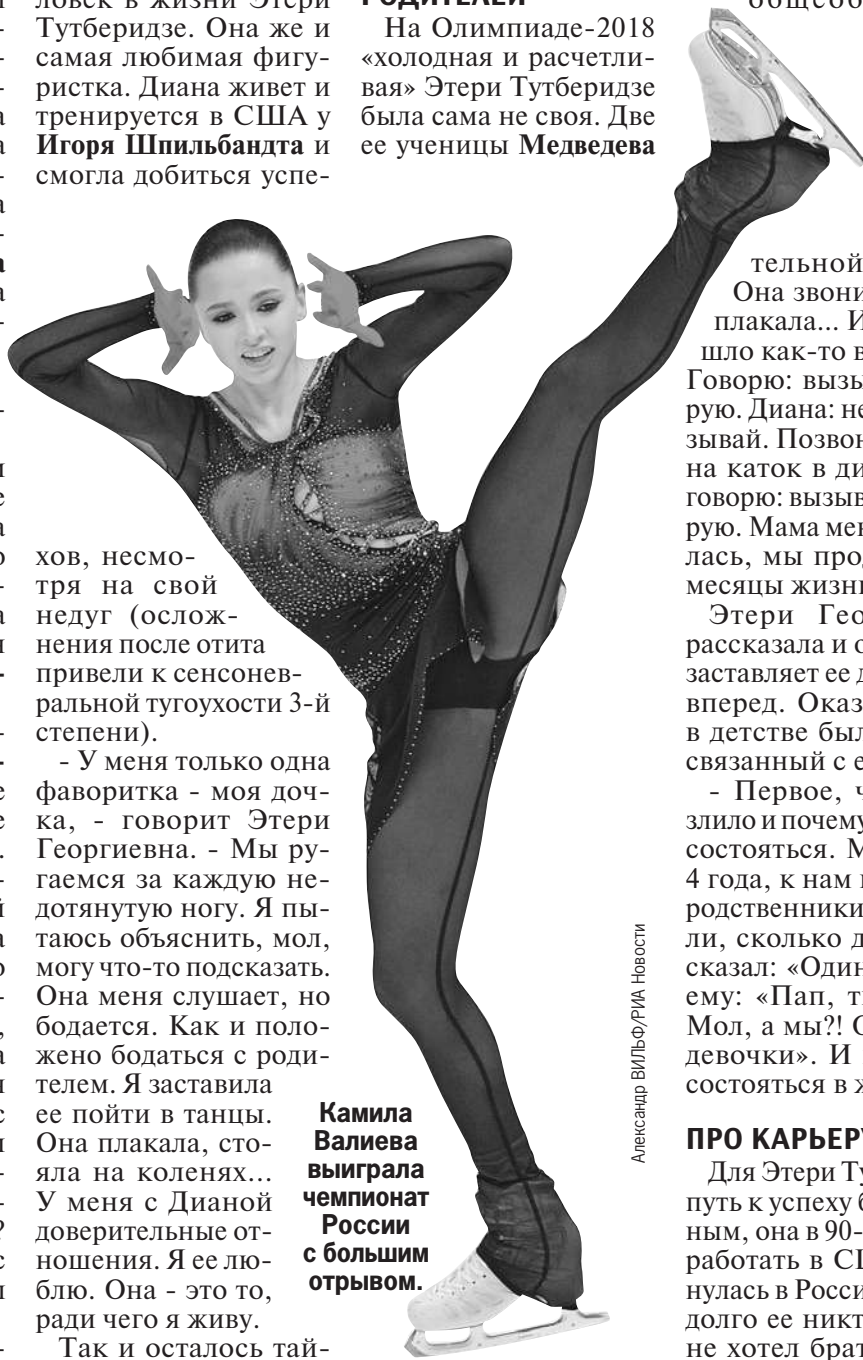 ловек в жизни Этери
Тутберидзе. Она же и
самая любимая фигу-
ристка. Диана живет и
тренируется в США у
Игоря Шпильбандта и
смогла добиться успе-
хов, несмо-
тря на свой
недуг (ослож-
нения после отита
привели к сенсонев-
ральной тугоухости 3-й
степени).
- У меня только одна
фаворитка - моя доч-
ка, - говорит Этери
Георгиевна. - Мы ру-
гаемся за каждую не-
дотянутую ногу. Я пы-
таюсь объяснить, мол,
могу что-то подсказать.
Она меня слушает, но
бодается. Как и поло-
жено бодаться с роди-
телем. Я заставила
ее пойти в танцы.
Она плакала, сто-
яла на коленях...
У меня с Дианой
доверительные от-
ношения. Я ее лю-
блю. Она - это то,
ради чего я живу.
Так и осталось тай-
РОДИТЕЛЕЙ
На Олимпиаде-2018
«холодная и расчетли-
вая» Этери Тутберидзе
была сама не своя. Две
ее ученицы Медведева
Камила
Валиева
выиграла
чемпионат
России
с большим
отрывом.
Александр ВИЛЬФ/РИА Новости
тельной
Она звони
плакала... И
шло как-то в
Говорю: вызы
рую. Диана: не
зывай. Позвон
на каток в ди
говорю: вызыв
рую. Мама мен
лась, мы прод
месяцы жизн
Этери Гео
рассказала и о
заставляет ее д
вперед. Оказ
в детстве был
связанный с е
- Первое, ч
злило и почему
состояться. М
4 года, к нам
родственники
ли, сколько д
сказал: «Один
ему: «Пап, т
Мол, а мы?! О
девочки». И
состояться в ж
ПРО КАРЬЕРУ
Для Этери Ту
путь к успеху б
ным, она в 90-
работать в СШ
нулась в Росси
долго ее никт
не хотел брат